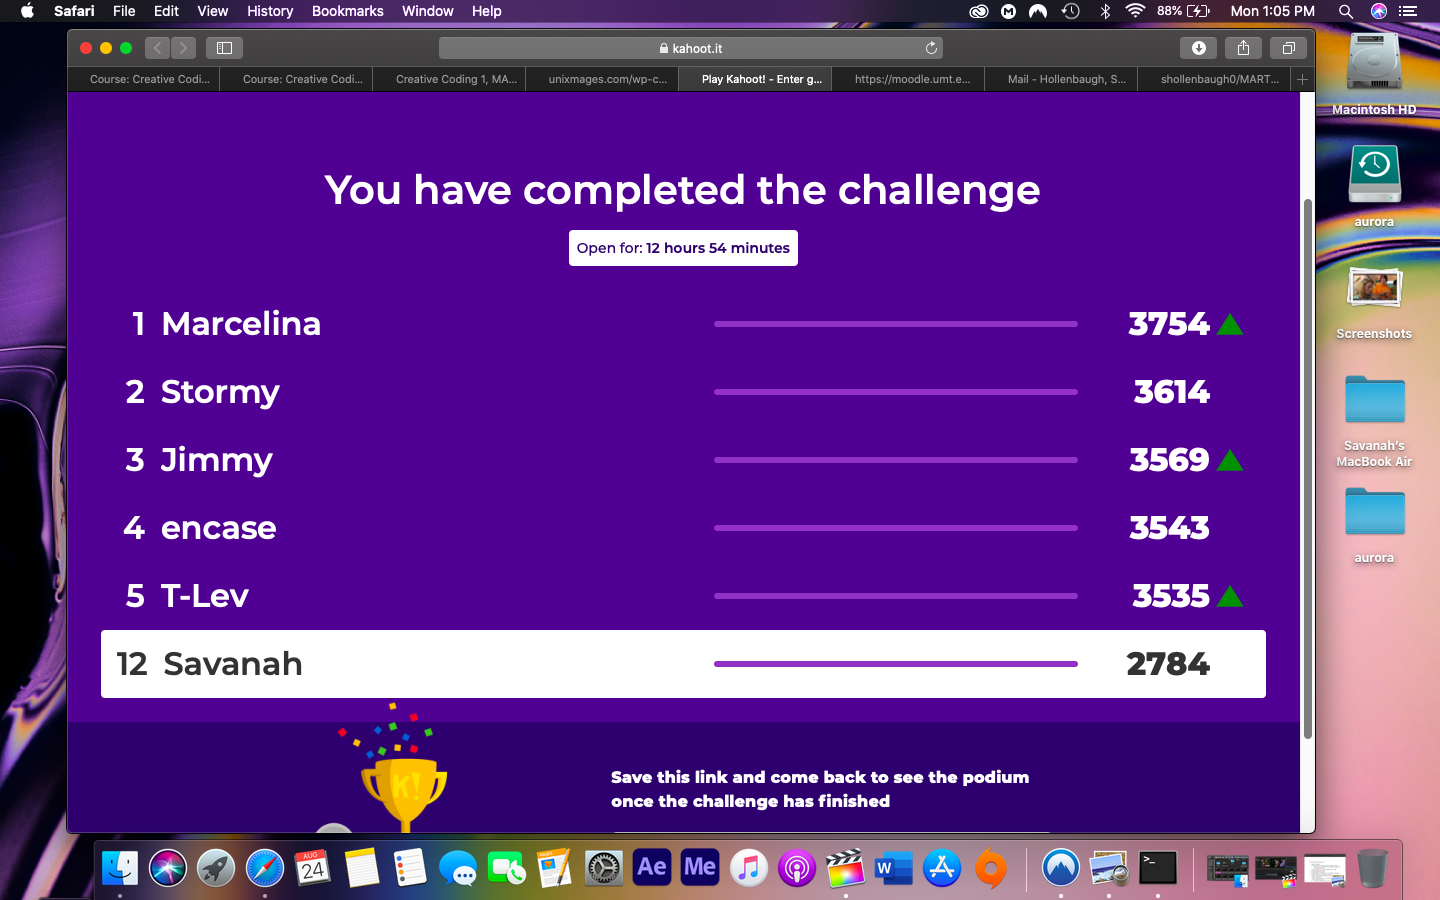 Safari File Edit View History Bookmarks Window Help 88% Mon 1:05 PM
kahoot.it
Course: Creative Codi... Course: Creative Codi... Creative Coding 1, MA... unixmages.com/wp-c... Play Kahoot! - Enter g... https://moodle.umt.e... Mail - Hollenbaugh, S... shollenbaugh0/MART...
Macintosh HD
aurora
Screenshots
Savanah's
MacBook Air
aurora
You have completed the challenge
Open for: 12 hours 54 minutes
1 Marcelina 3754
2 Stormy 3614
3 Jimmy 3569
4 encase 3543
5 T-Lev 3535
12 Savanah 2784
K!
Save this link and come back to see the podium
once the challenge has finished
AUG
24
Ae
Me
W
>_